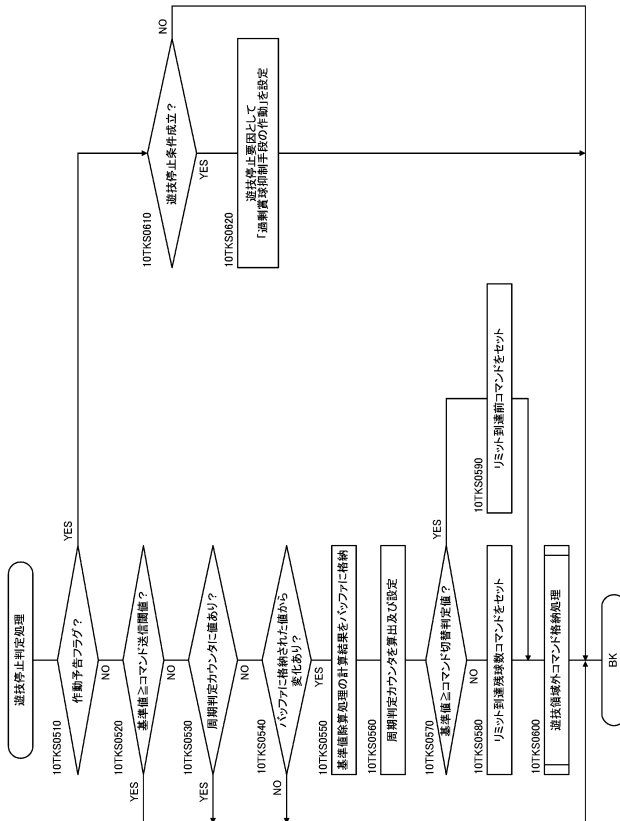 遊技停止判定処理
10TKS0510
作動予告フラグ？
YES
NO
10TKS0520
基準値≧コマンド送信閾値？
YES
NO
10TKS0530
周期判定カウンタに値あり？
YES
NO
10TKS0540
バッファに格納された値から
変化あり？
NO
YES
10TKS0550
基準値除算処理の計算結果をバッファに格納
10TKS0560
周期判定カウンタを算出及び設定
10TKS0570
基準値≧コマンド切替判定値？
YES
NO
10TKS0580
リミット到達残球数コマンドをセット
10TKS0590
リミット到達前コマンドをセット
10TKS0600
遊技領域外コマンド格納処理
BK
10TKS0610
遊技停止条件成立？
NO
YES
10TKS0620
遊技停止要因として
「過剰賞球抑制手段の作動」を設定